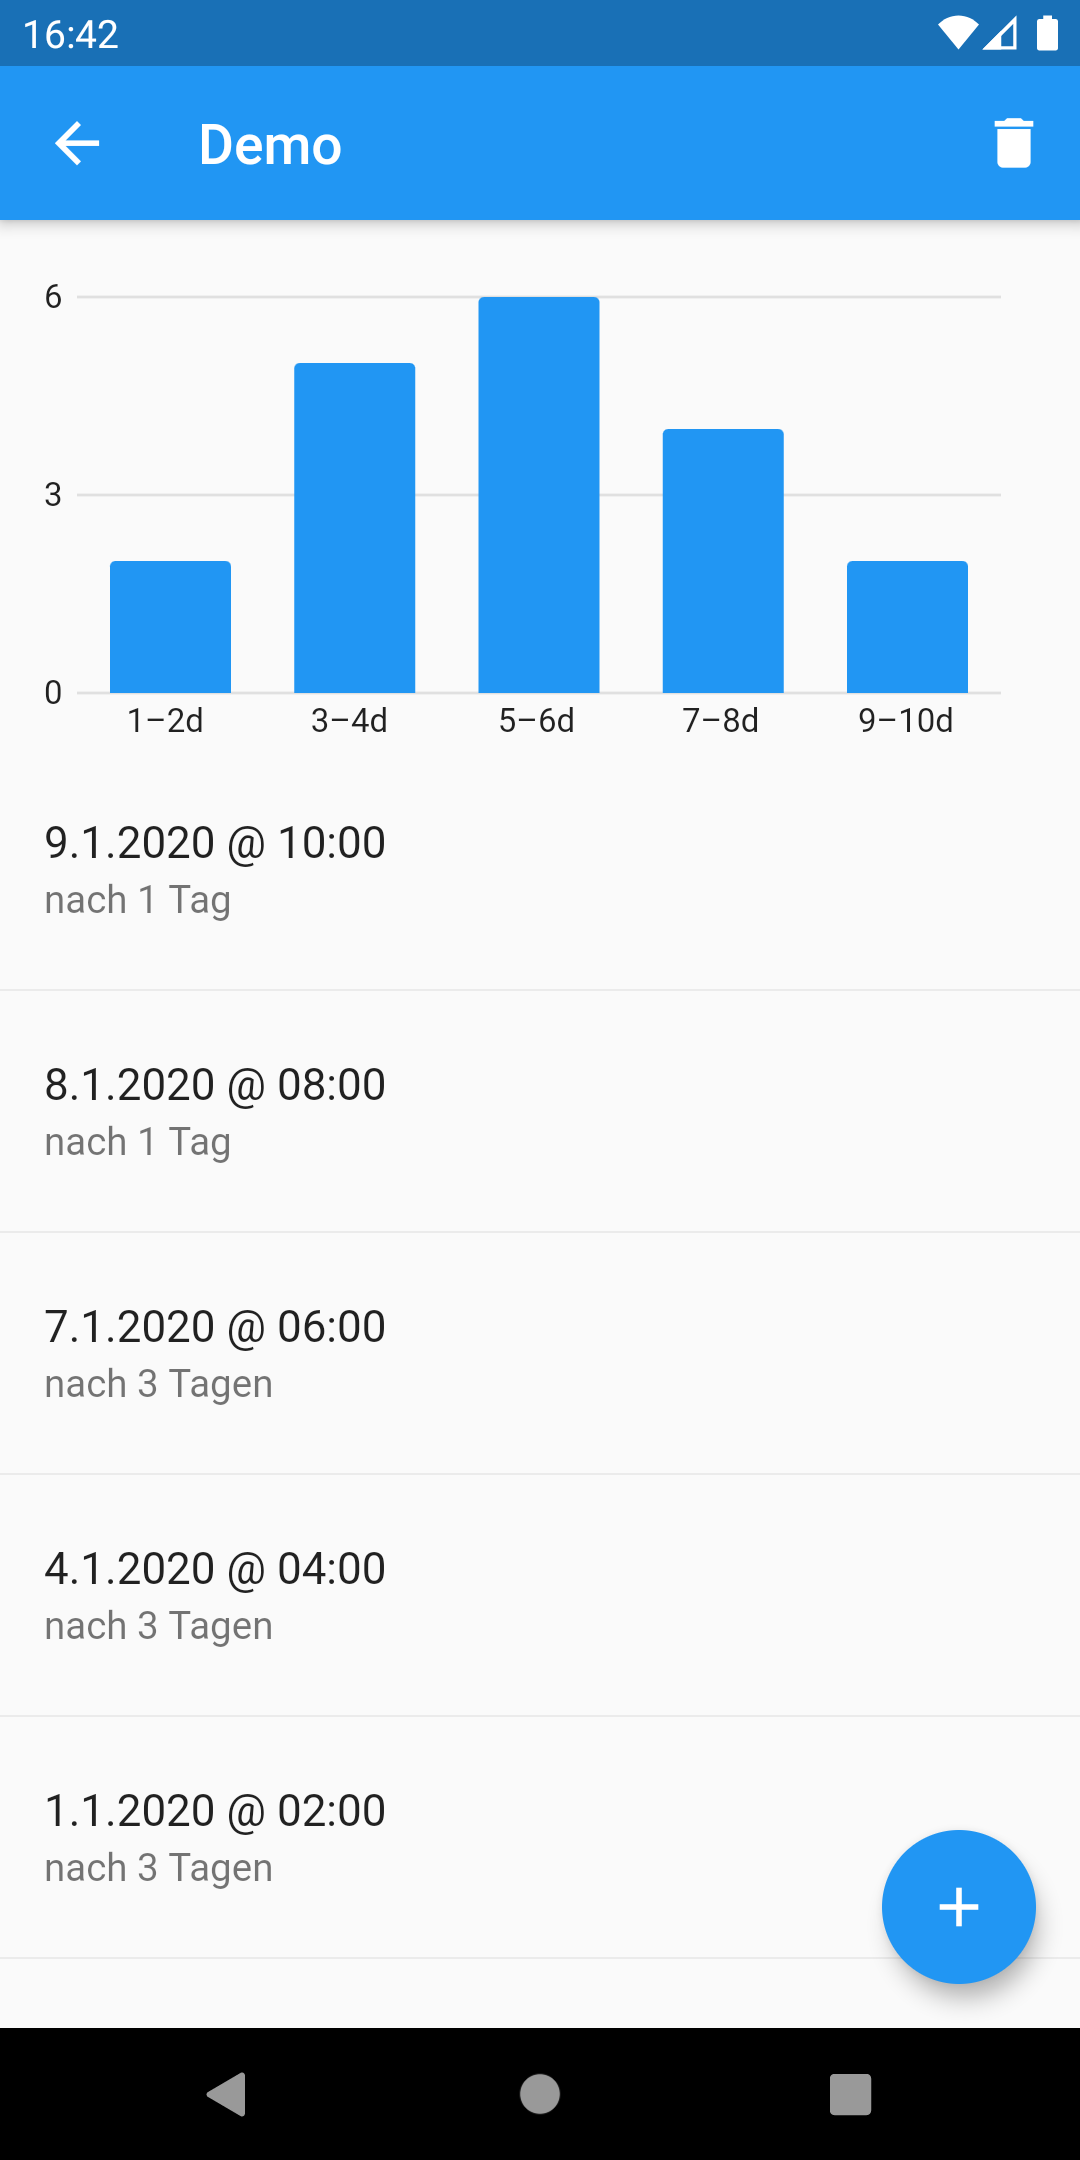 16:42
Demo
6
3
0
1–2d 3–4d 5–6d 7–8d 9–10d
9.1.2020 @ 10:00
nach 1 Tag
8.1.2020 @ 08:00
nach 1 Tag
7.1.2020 @ 06:00
nach 3 Tagen
4.1.2020 @ 04:00
nach 3 Tagen
1.1.2020 @ 02:00
nach 3 Tagen